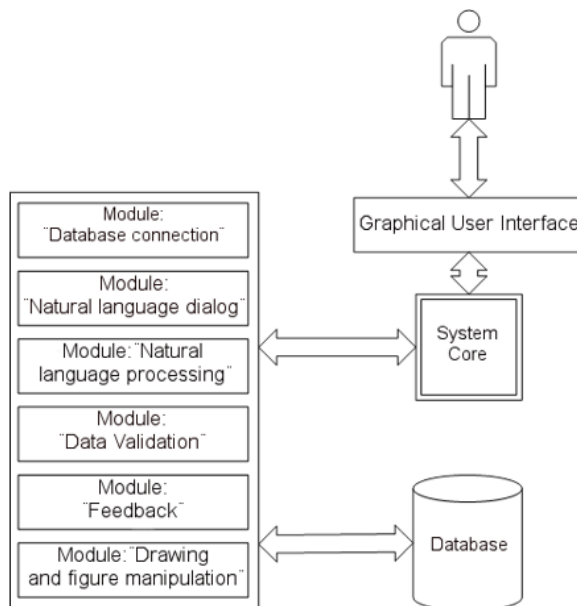 Graphical User Interface
Module:
¨Database connection¨
Module:
¨Natural language dialog¨
Module:¨Natural
language processing¨
Module:
¨Data Validation¨
Module:
¨Feedback¨
Module:¨Drawing
and figure manipulation¨
System
Core
Database